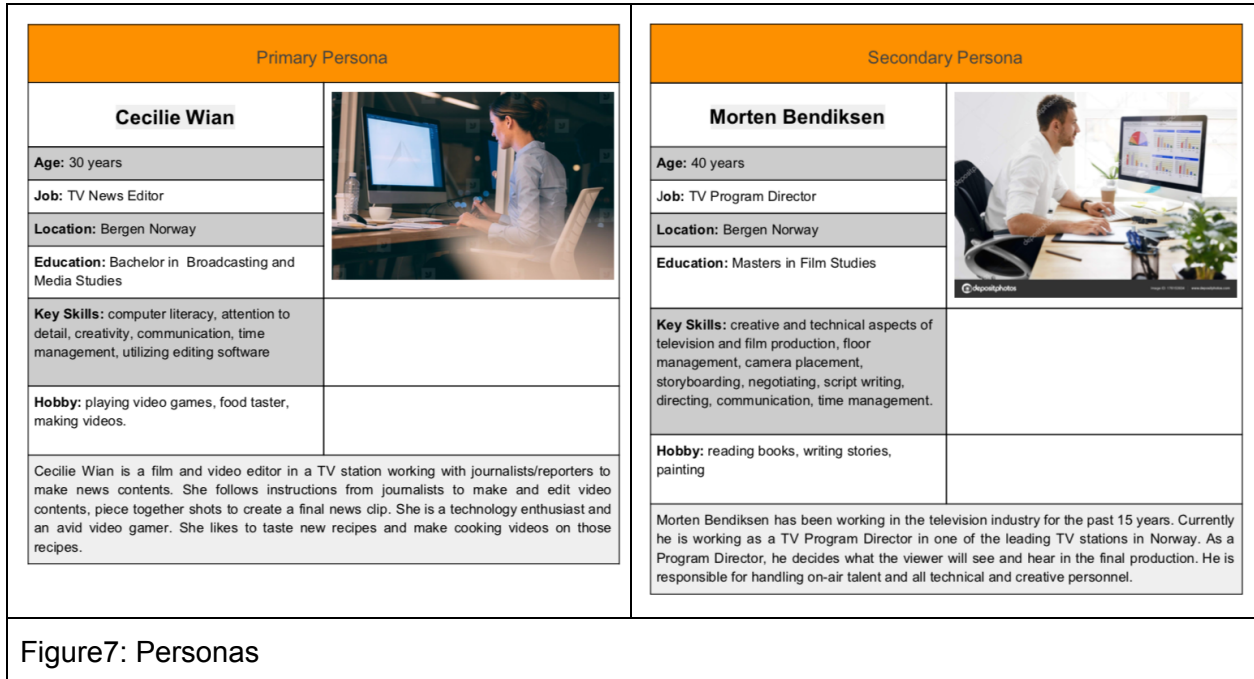 Primary Persona
Cecilie Wian
Age: 30 years
Job: TV News Editor
Location: Bergen Norway
Education: Bachelor in Broadcasting and
Media Studies
Key Skills: computer literacy, attention to
detail, creativity, communication, time
management, utilizing editing software
Hobby: playing video games, food taster,
making videos.
Cecilie Wian is a film and video editor in a TV station working with journalists/reporters to
make news contents. She follows instructions from journalists to make and edit video
contents, piece together shots to create a final news clip. She is a technology enthusiast and
an avid video gamer. She likes to taste new recipes and make cooking videos on those
recipes.
Secondary Persona
Morten Bendiksen
Age: 40 years
Job: TV Program Director
Location: Bergen Norway
Education: Masters in Film Studies
depositphotos
Key Skills: creative and technical aspects of
television and film production, floor
management, camera placement,
storyboarding, negotiating, script writing,
directing, communication, time management.
Hobby: reading books, writing stories,
painting
Morten Bendiksen has been working in the television industry for the past 15 years. Currently
he is working as a TV Program Director in one of the leading TV stations in Norway. As a
Program Director, he decides what the viewer will see and hear in the final production. He is
responsible for handling on-air talent and all technical and creative personnel.
Figure7: Personas